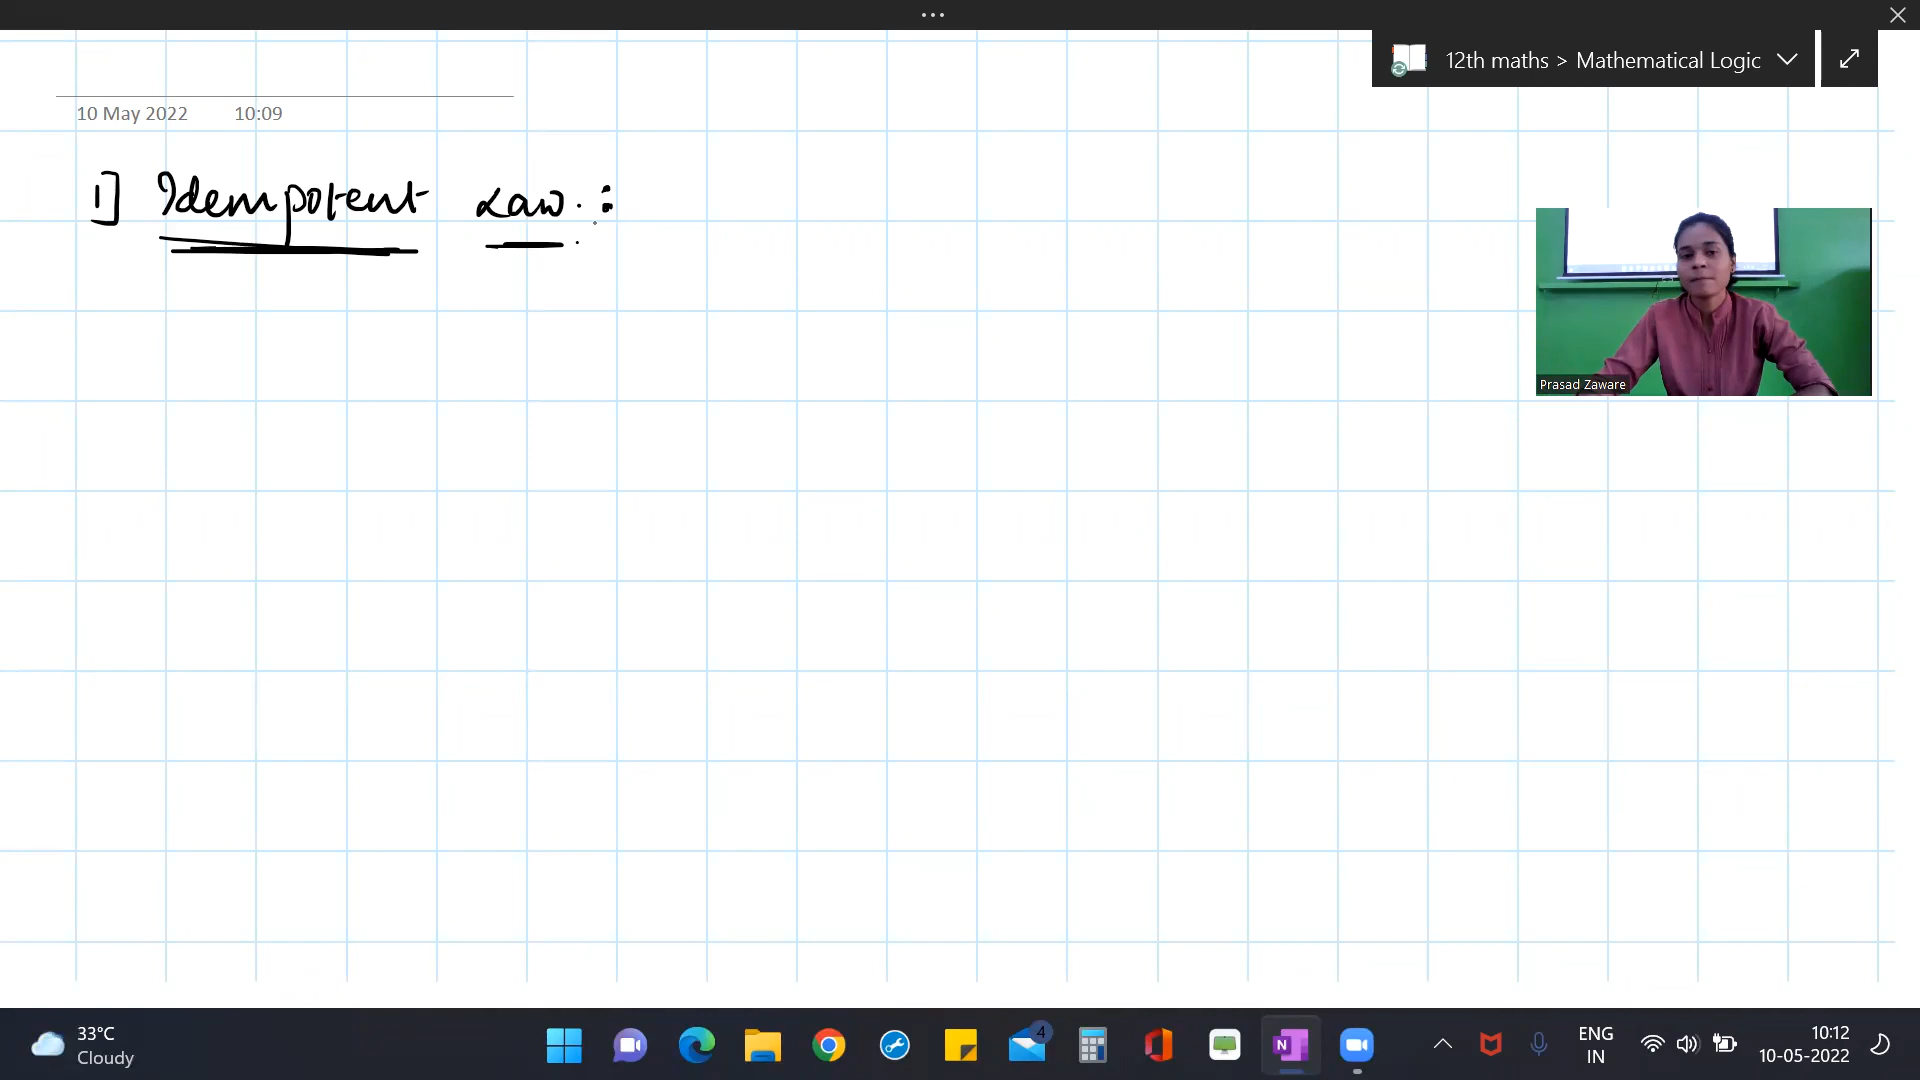 ...
12th maths > Mathematical Logic
10 May 2022 10:09
1] Idempotent Law :
Prasad Zaware
33°C
Cloudy
4
ENG
IN
10:12
10-05-2022